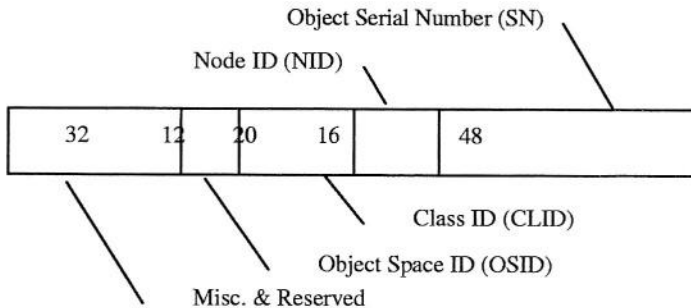 Object Serial Number (SN)
Node ID (NID)
32 12 20 16 48
Class ID (CLID)
Object Space ID (OSID)
Misc. & Reserved